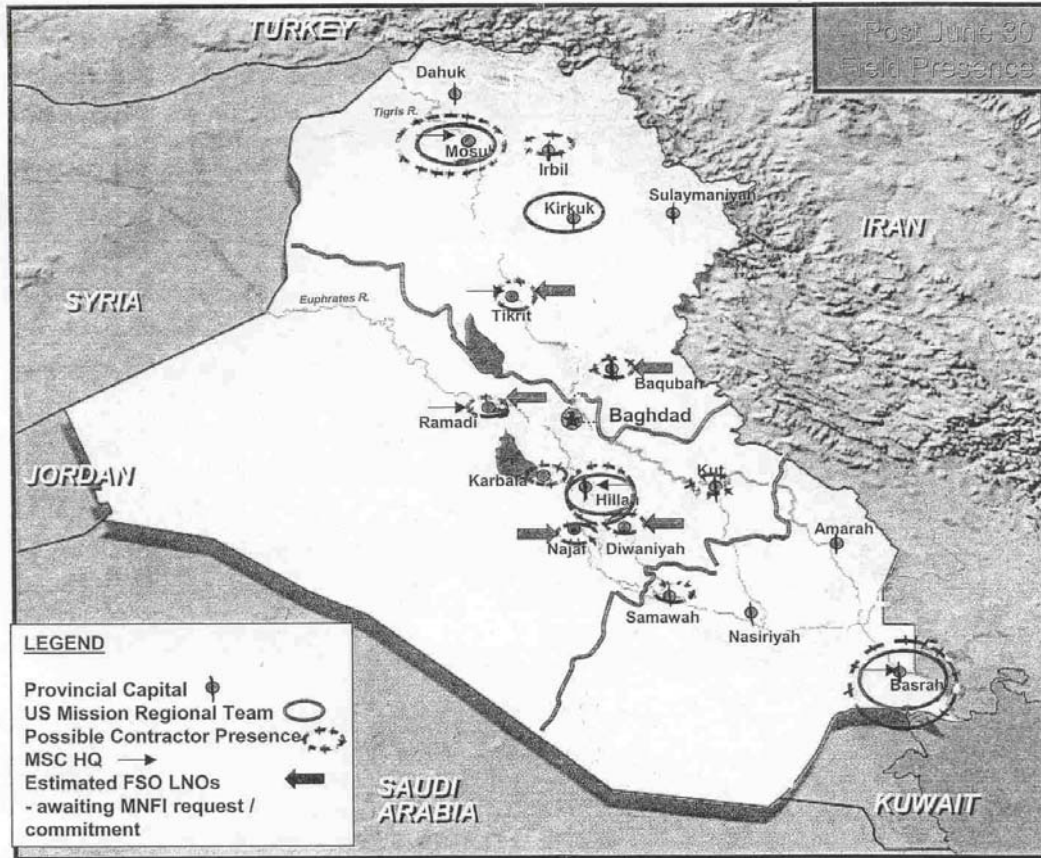 Post June 30
Field Presence
TURKEY
Dahuk
Tigris R.
Mosul
Irbil
Kirkuk
Sulaymaniyah
IRAN
SYRIA
Euphrates R.
Tikrit
Baqubah
Ramadi
Baghdad
JORDAN
Karbala
Hillah
Kut
Najaf
Diwaniyah
Amarah
Samawah
Nasiriyah
Basrah
LEGEND
Provincial Capital
US Mission Regional Team
Possible Contractor Presence
MSC HQ
Estimated FSO LNOs
- awaiting MNFI request /
commitment
SAUDI
ARABIA
KUWAIT